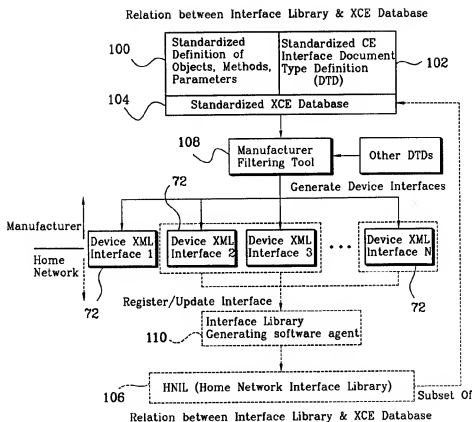 Relation between Interface Library & XCE Database
100
Standardized
Definition of
Objects, Methods,
Parameters
Standardized CE
Interface Document
Type Definition
(DTD)
102
104
Standardized XCE Database
108
Manufacturer
Filtering Tool
Other DTDs
Generate Device Interfaces
Manufacturer
Home
Network
72
Device XML
Interface 1
Device XML
Interface 2
Device XML
Interface 3
Device XML
Interface N
72
72
Register/Update Interface
Interface Library
Generating software agent
110
106
HNIL (Home Network Interface Library)
Subset Of
Relation between Interface Library & XCE Database